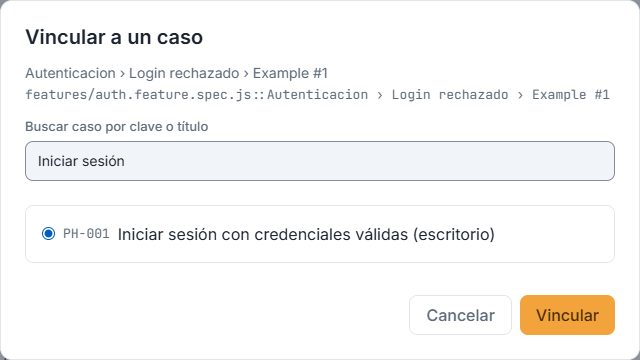 Vincular a un caso
Autenticacion › Login rechazado › Example #1
features/auth.feature.spec.js::Autenticacion › Login rechazado › Example #1
Buscar caso por clave o título
Iniciar sesión
PH-001 Iniciar sesión con credenciales válidas (escritorio)
Cancelar Vincular